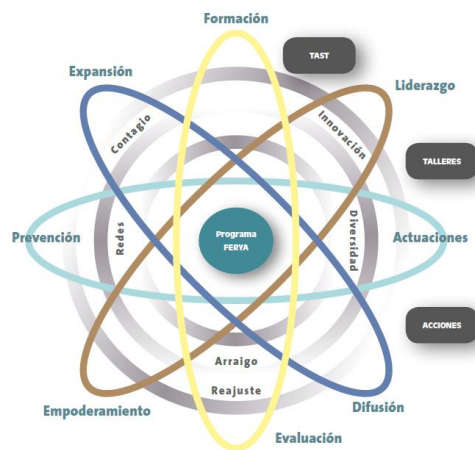 Formación
TAST
Expansión
Liderazgo
Contagio
Innovación
TALLERES
Prevención
Redes
Programa
FERYA
Diversidad
Actuaciones
ACCIONES
Arraigo
Reajuste
Empoderamiento
Difusión
Evaluación